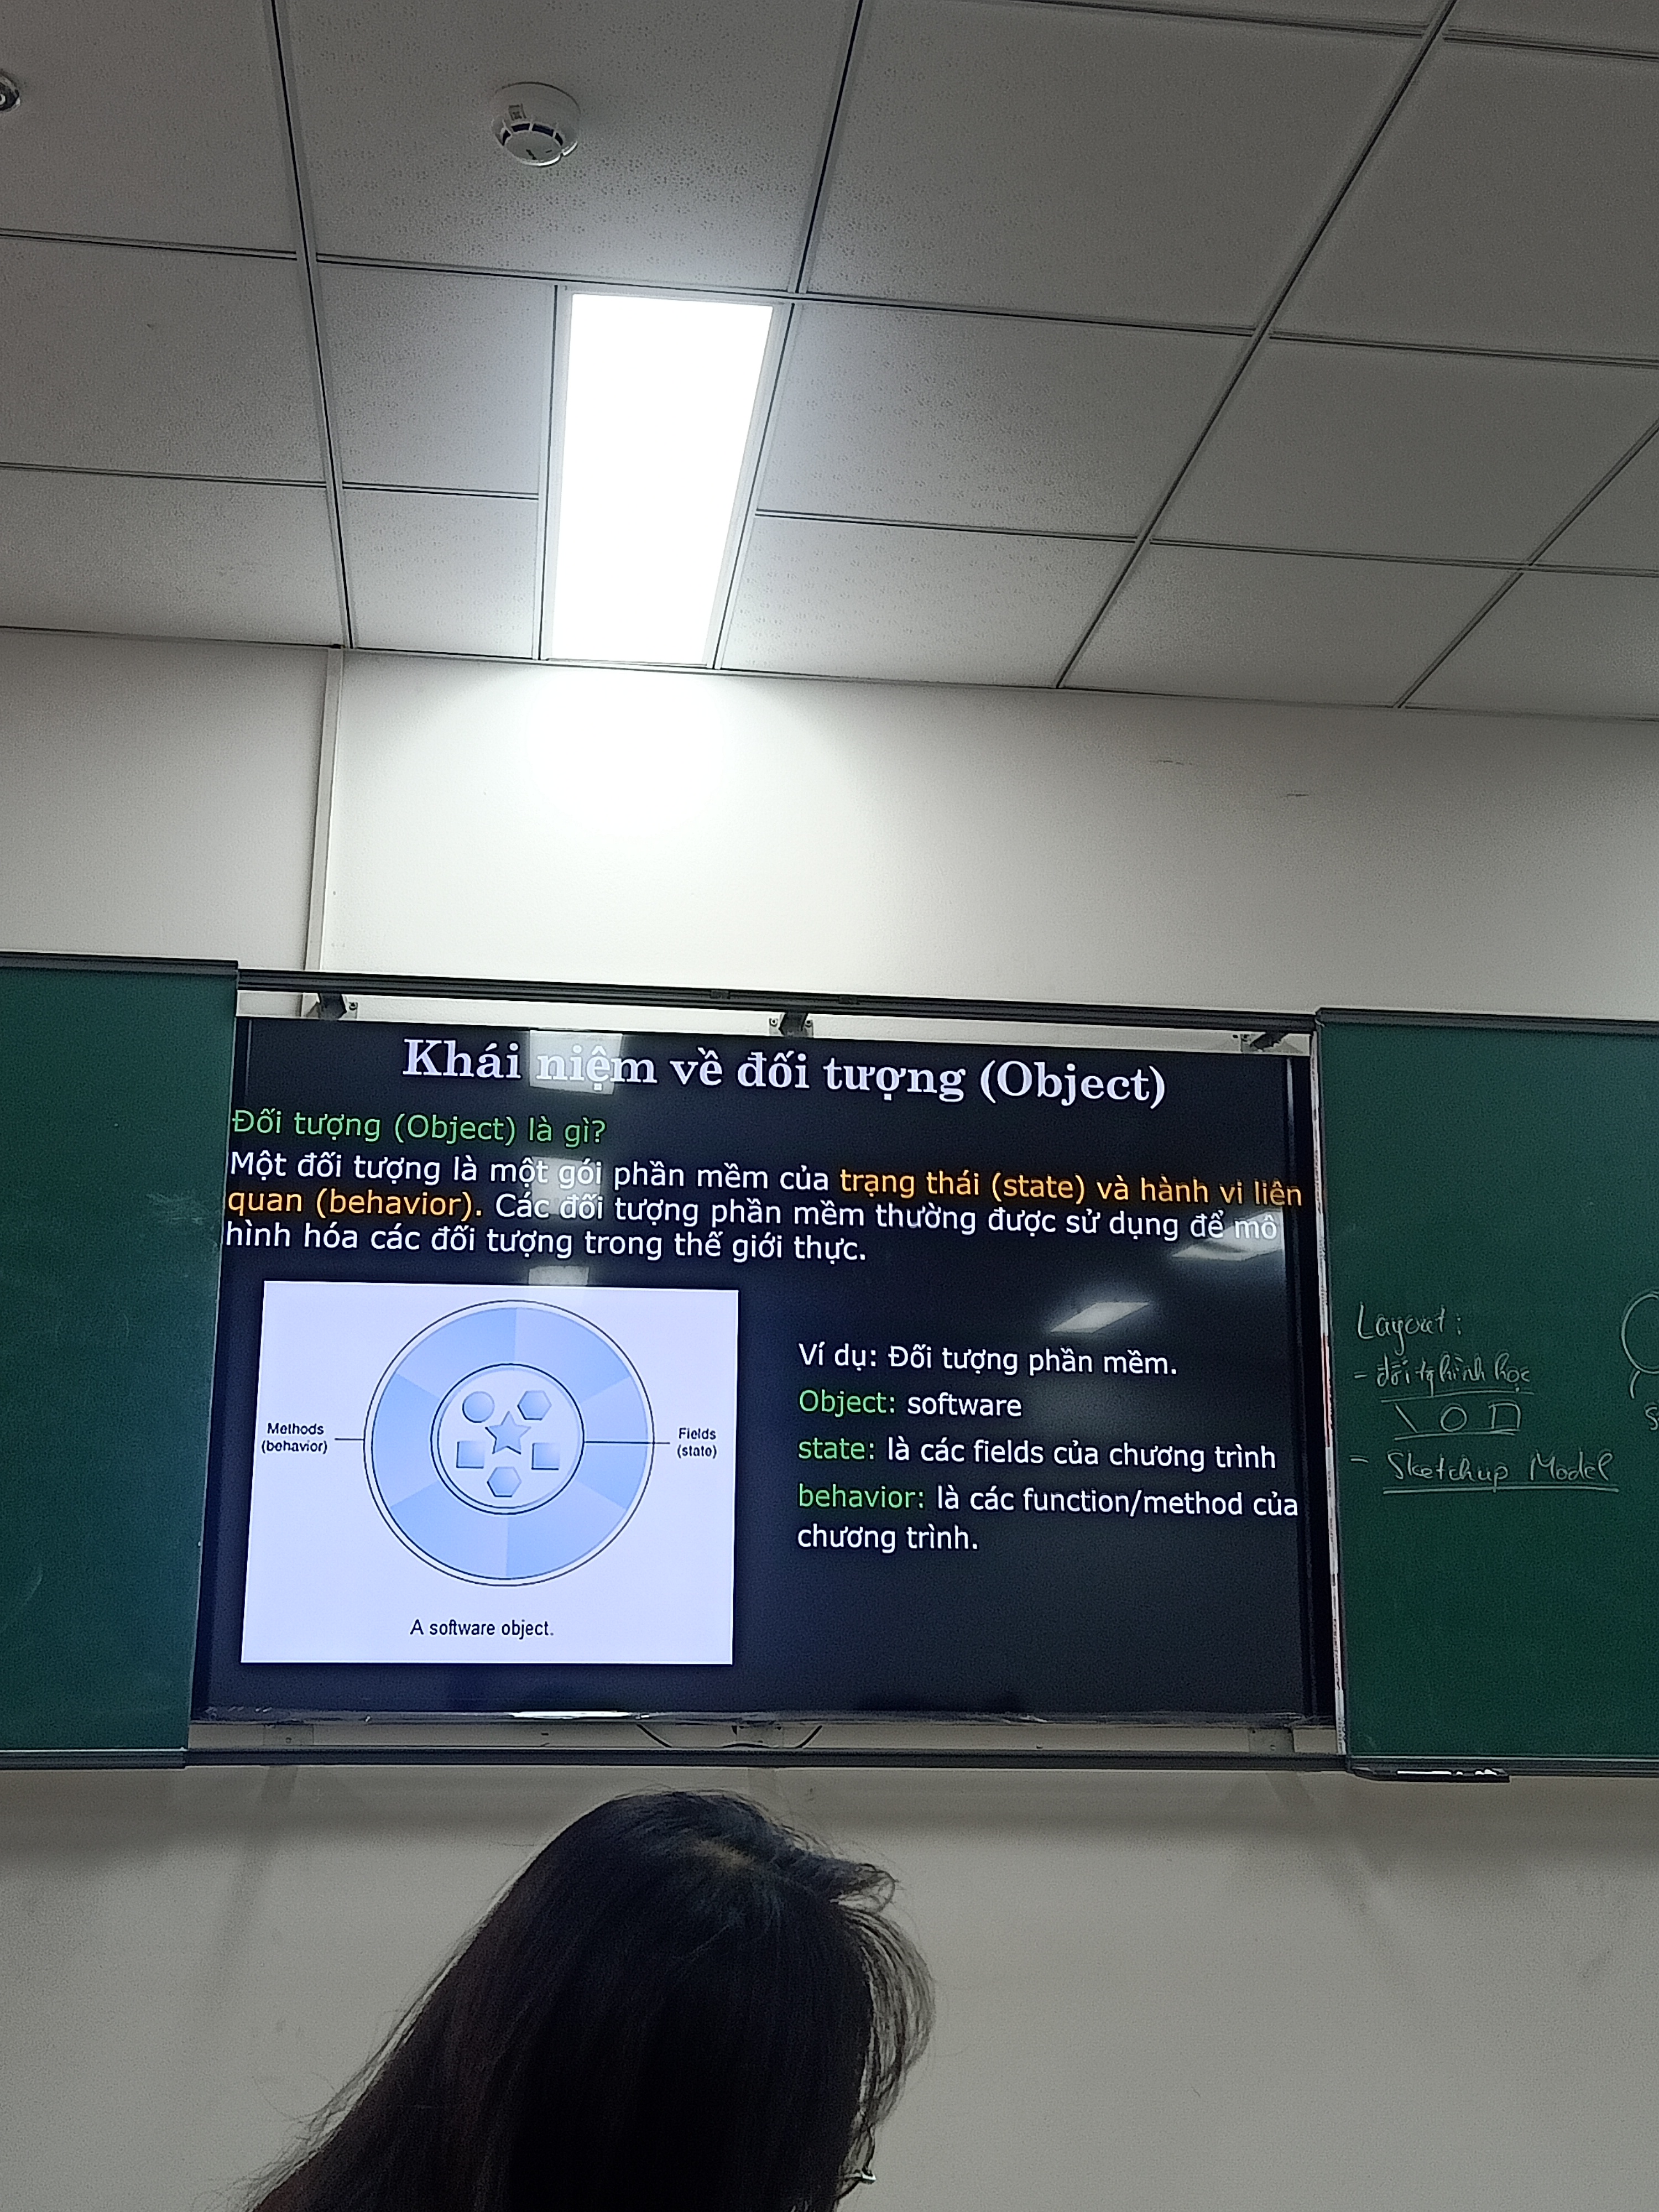 Khái niệm về đối tượng (Object)
Đối tượng (Object) là gì?
Một đối tượng là một gói phần mềm của trạng thái (state) và hành vi liên
quan (behavior). Các đối tượng phần mềm thường được sử dụng để mô
hình hóa các đối tượng trong thế giới thực.
Methods
(behavior)
Fields
(state)
A software object.
Ví dụ: Đối tượng phần mềm.
Object: software
state: là các fields của chương trình
behavior: là các function/method của
chương trình.
Layout:
- đối tg hình học
- Sketchup Model